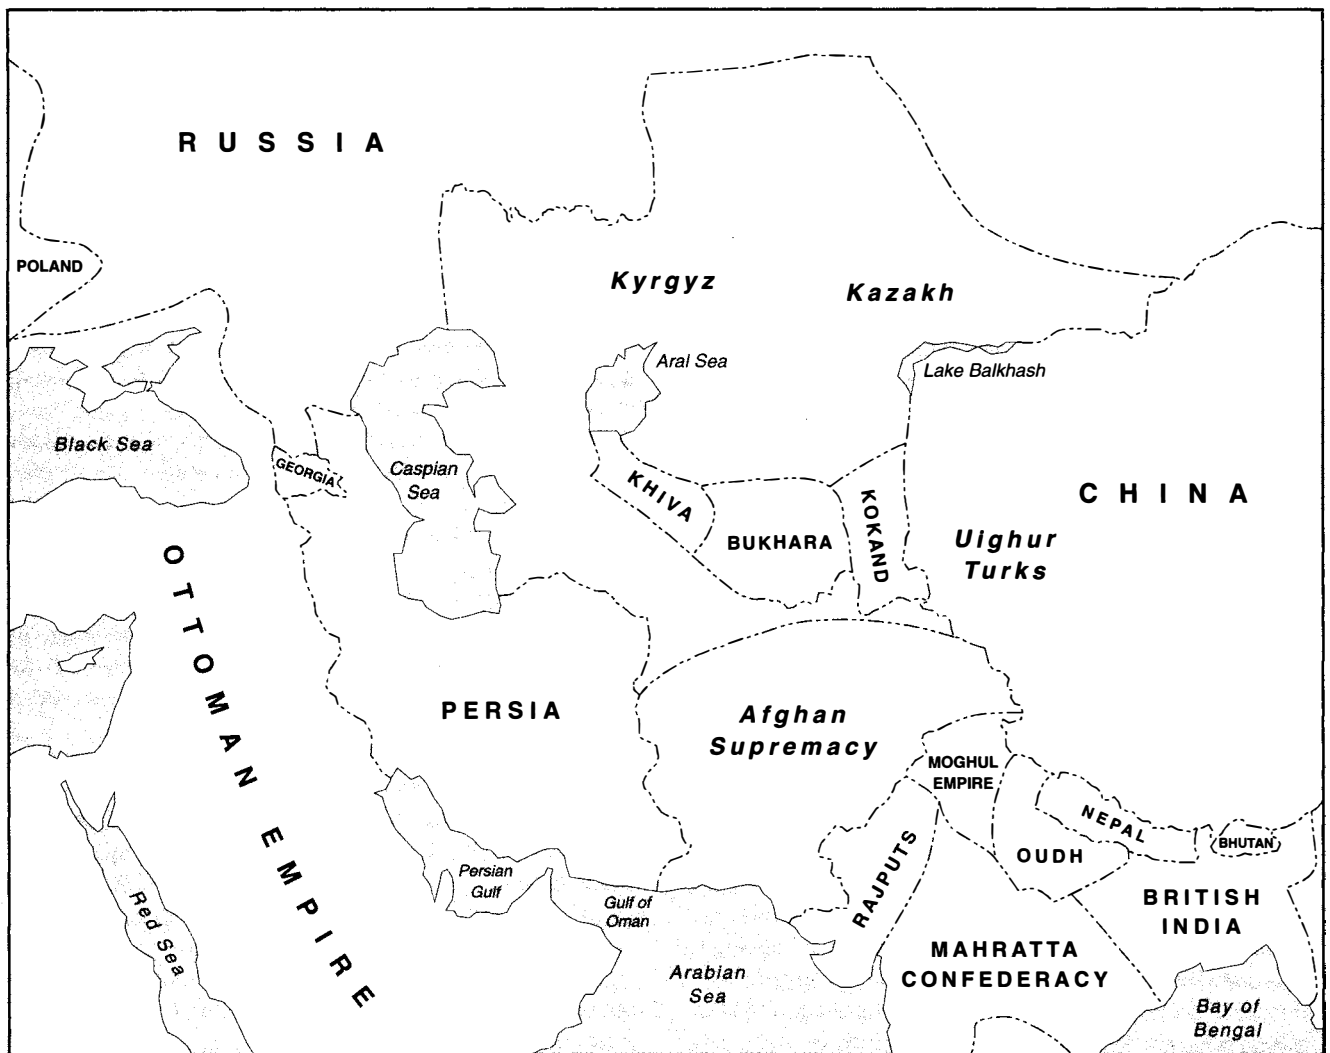 RUSSIA
POLAND
Kyrgyz
Kazakh
Aral Sea
Lake Balkhash
Black Sea
GEORGIA
Caspian
Sea
KHIVA
BUKHARA
KOKAND
CHINA
Uighur
Turks
OTTOMAN EMPIRE
PERSIA
Afghan
Supremacy
MOGHUL
EMPIRE
NEPAL
BHUTAN
RAJPUTS
OUDH
Persian
Gulf
Gulf of
Oman
BRITISH
INDIA
Red Sea
MAHRATTA
CONFEDERACY
Arabian
Sea
Bay of
Bengal